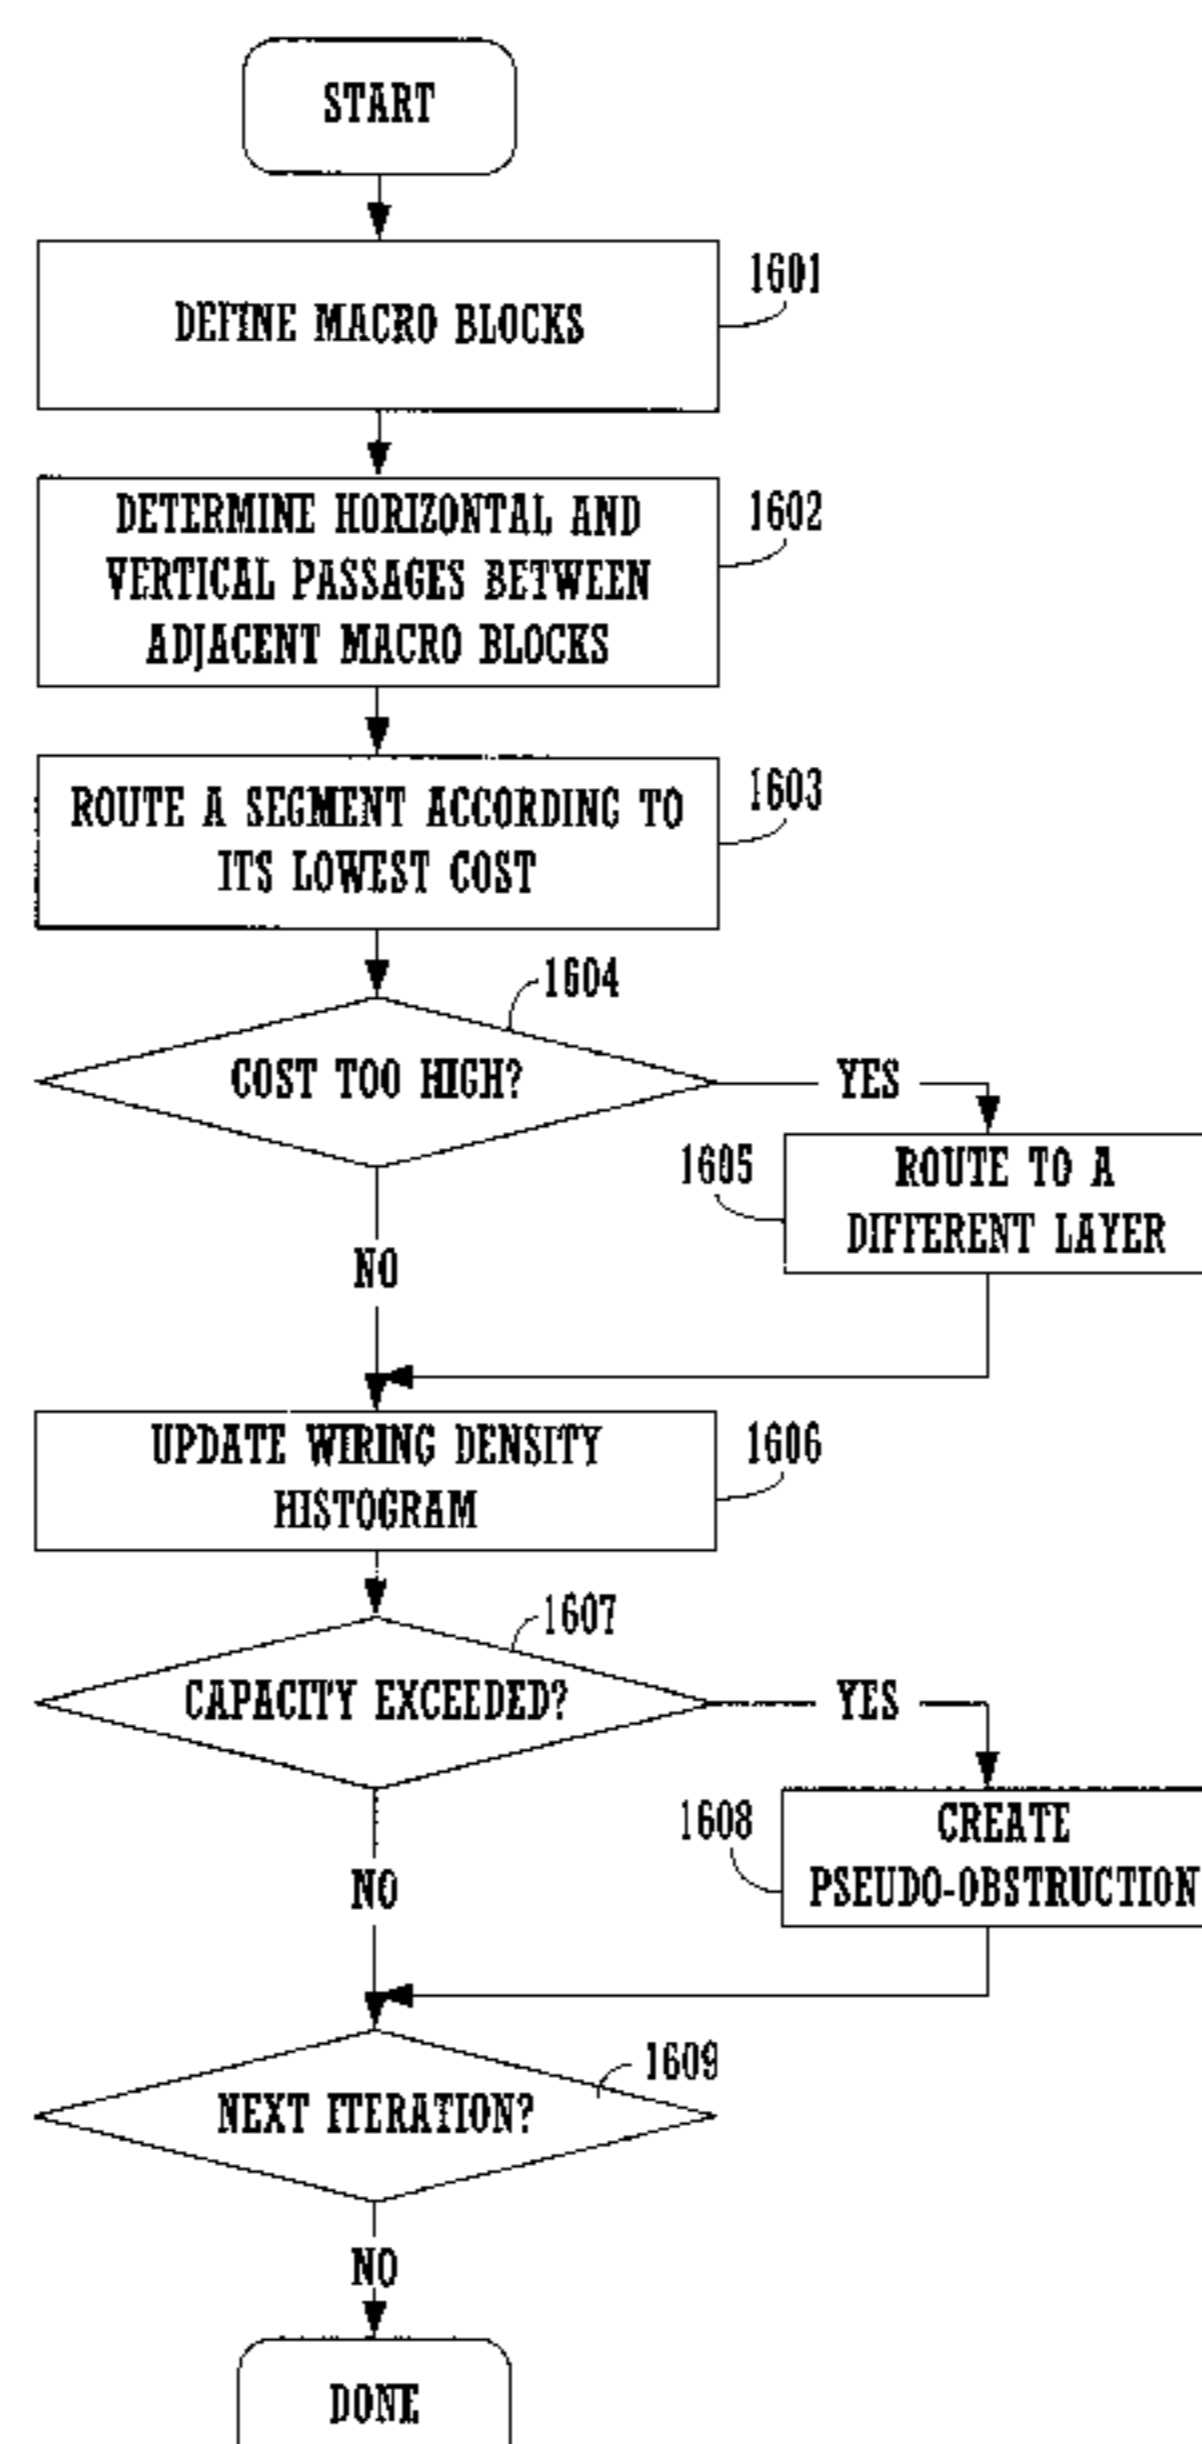 START
1601
DEFINE MACRO BLOCKS
1602
DETERMINE HORIZONTAL AND
VERTICAL PASSAGES BETWEEN
ADJACENT MACRO BLOCKS
1603
ROUTE A SEGMENT ACCORDING TO
ITS LOWEST COST
1604
COST TOO HIGH?
YES
1605
ROUTE TO A
DIFFERENT LAYER
NO
1606
UPDATE WIRING DENSITY
HISTOGRAM
1607
CAPACITY EXCEEDED?
YES
1608
CREATE
PSEUDO-OBSTRUCTION
NO
1609
NEXT ITERATION?
NO
DONE